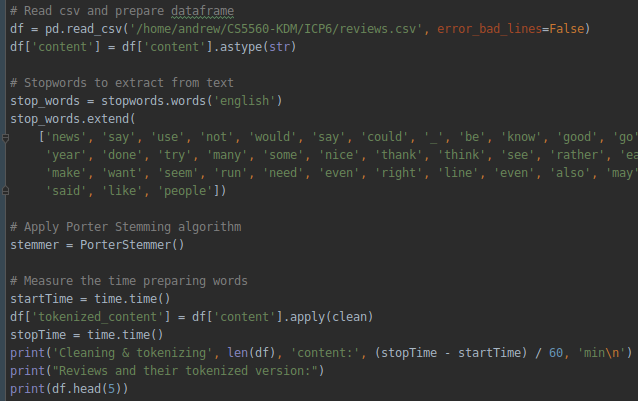 # Read csv and prepare dataframe
df = pd.read_csv('/home/andrew/CS5560-KDM/ICP6/reviews.csv', error_bad_lines=False)
df['content'] = df['content'].astype(str)
# Stopwords to extract from text
stop_words = stopwords.words('english')
stop_words.extend(
['news', 'say', 'use', 'not', 'would', 'say', 'could', '_', 'be', 'know', 'good', 'go'
'year', 'done', 'try', 'many', 'some', 'nice', 'thank', 'think', 'see', 'rather', 'ea
'make', 'want', 'seem', 'run', 'need', 'even', 'right', 'line', 'even', 'also', 'may'
'said', 'like', 'people'])
# Apply Porter Stemming algorithm
stemmer = PorterStemmer()
# Measure the time preparing words
startTime = time.time()
df['tokenized_content'] = df['content'].apply(clean)
stopTime = time.time()
print('Cleaning & tokenizing', len(df), 'content:', (stopTime - startTime) / 60, 'min\n')
print("Reviews and their tokenized version:")
print(df.head(5))